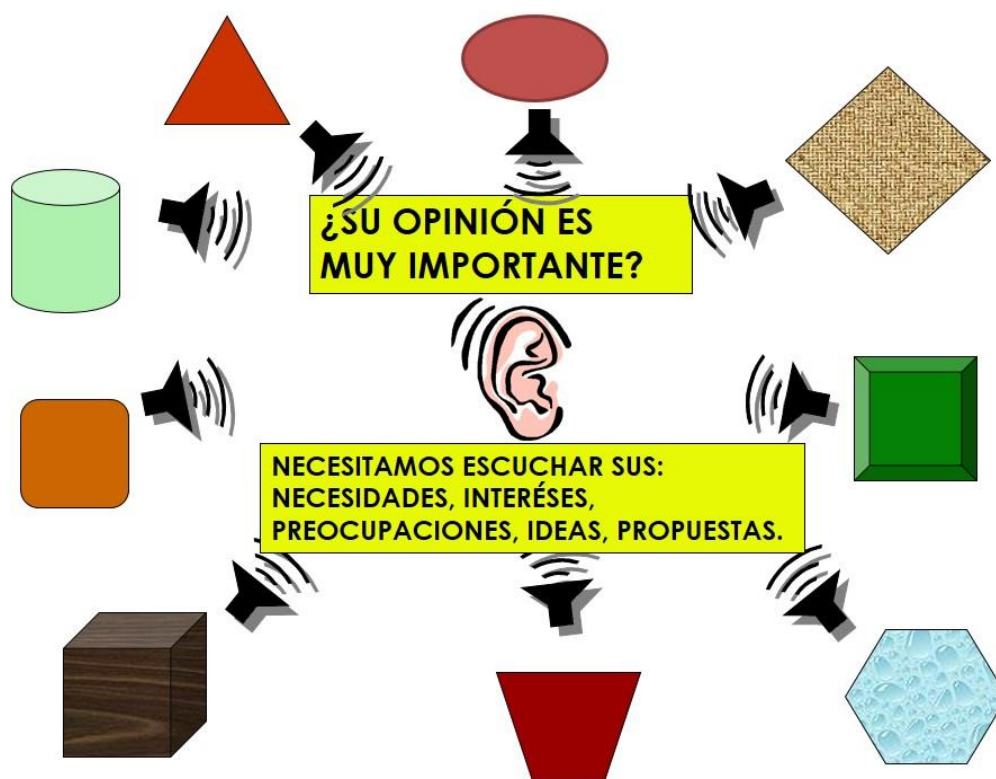 ¿SU OPINIÓN ES
MUY IMPORTANTE?
NECESITAMOS ESCUCHAR SUS:
NECESIDADES, INTERÉSES,
PREOCUPACIONES, IDEAS, PROPUESTAS.